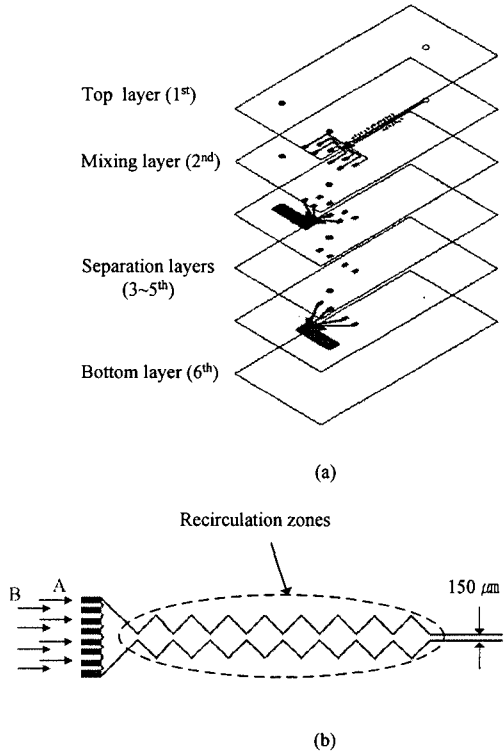 Top layer (1st)
Mixing layer (2nd)
Separation layers
(3~5th)
Bottom layer (6th)
(a)
Recirculation zones
B A
150 ㎛
(b)